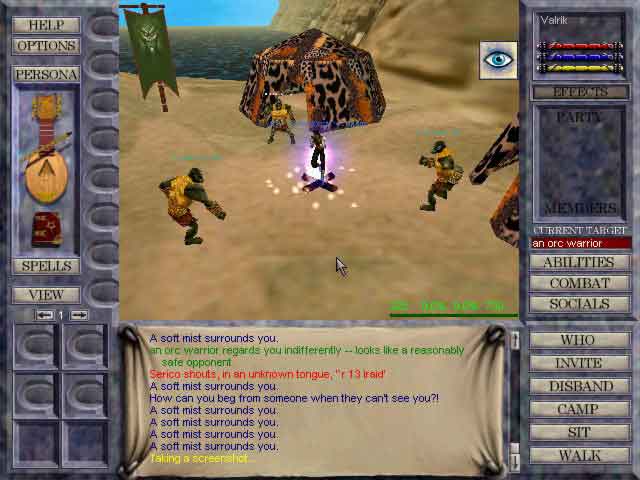 HELP
OPTIONS
PERSONA
SPELLS
VIEW
1
Valrik
EFFECTS
PARTY
MEMBERS
CURRENT TARGET
an orc warrior
ABILITIES
COMBAT
SOCIALS
WHO
INVITE
DISBAND
CAMP
SIT
WALK
A soft mist surrounds you.
an orc warrior regards you indifferently -- looks like a reasonably
safe opponent
Serico shouts, in an unknown tongue, ''r 13 lraid'
A soft mist surrounds you.
How can you beg from someone when they can't see you?!
A soft mist surrounds you.
A soft mist surrounds you.
A soft mist surrounds you.
A soft mist surrounds you.
Taking a screenshot...